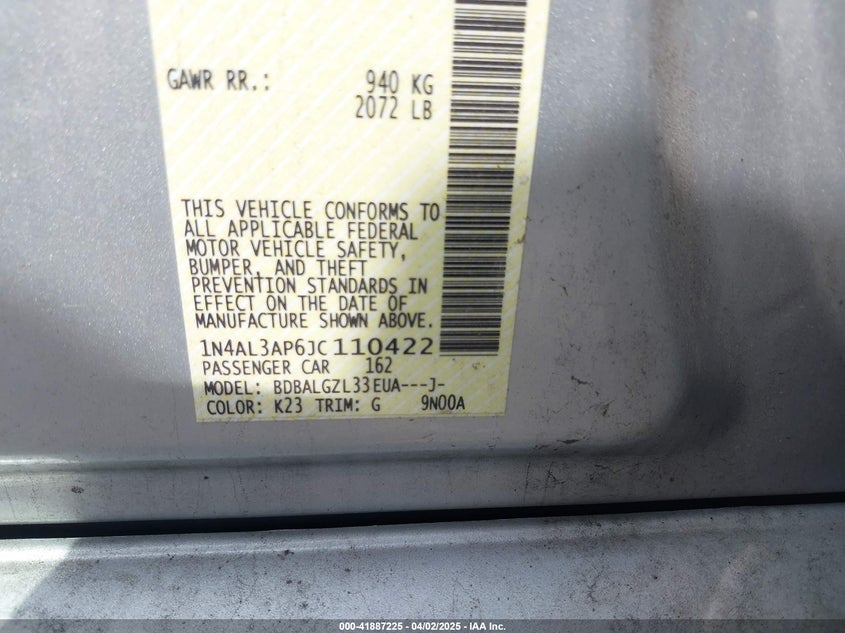 GAWR RR.: 940 KG
2072 LB
THIS VEHICLE CONFORMS TO
ALL APPLICABLE FEDERAL
MOTOR VEHICLE SAFETY,
BUMPER, AND THEFT
PREVENTION STANDARDS IN
EFFECT ON THE DATE OF
MANUFACTURE SHOWN ABOVE.
1N4AL3AP6JC110422
PASSENGER CAR 162
MODEL: BDBALGZL33EUA---J-
COLOR: K23 TRIM: G 9N00A
000-41887225 - 04/02/2025 - IAA Inc.